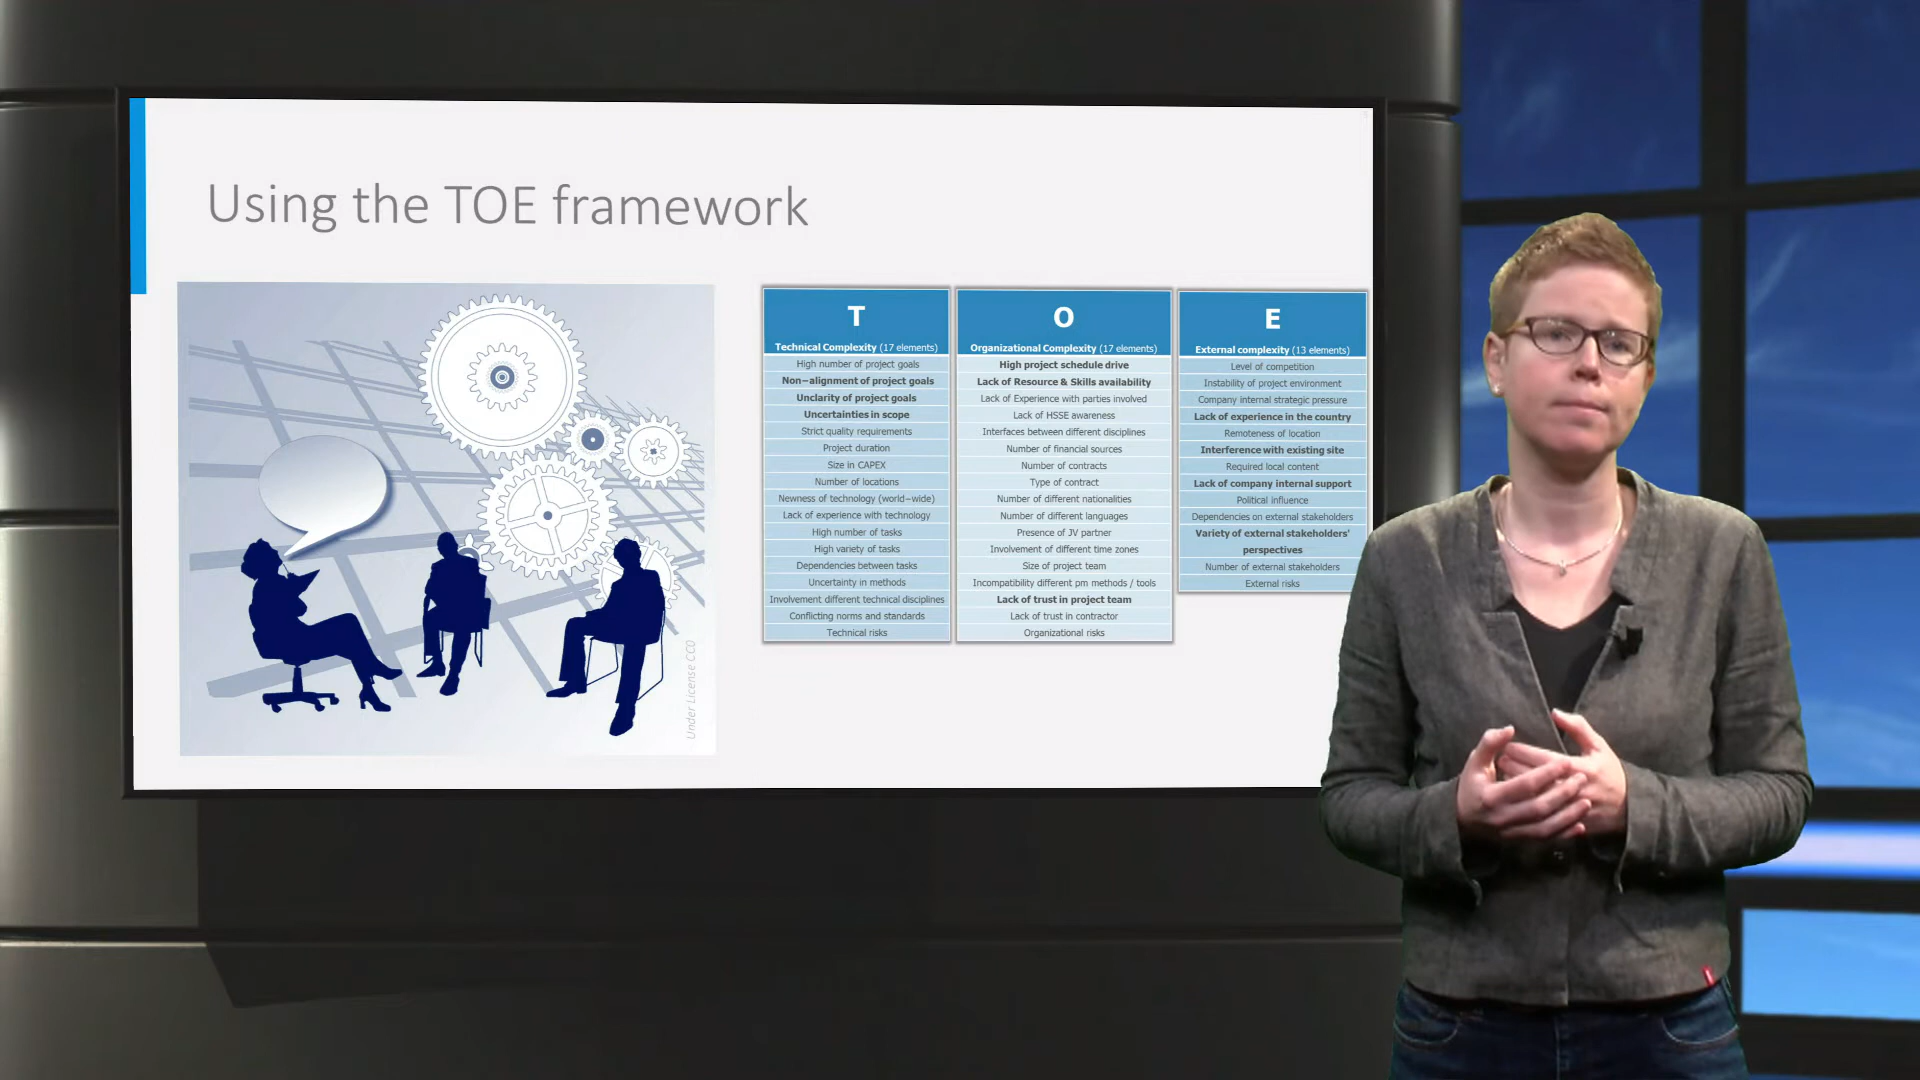 Using the TOE framework
Under License CC0
T
Technical Complexity (17 elements)
High number of project goals
Non-alignment of project goals
Unclarity of project goals
Uncertainties in scope
Strict quality requirements
Project duration
Size in CAPEX
Number of locations
Newness of technology (world-wide)
Lack of experience with technology
High number of tasks
High variety of tasks
Dependencies between tasks
Uncertainty in methods
Involvement different technical disciplines
Conflicting norms and standards
Technical risks
O
Organizational Complexity (17 elements)
High project schedule drive
Lack of Resource & Skills availability
Lack of Experience with parties involved
Lack of HSSE awareness
Interfaces between different disciplines
Number of financial sources
Number of contracts
Type of contract
Number of different nationalities
Number of different languages
Presence of JV partner
Involvement of different time zones
Size of project team
Incompatibility different pm methods / tools
Lack of trust in project team
Lack of trust in contractor
Organizational risks
E
External complexity (13 elements)
Level of competition
Instability of project environment
Company internal strategic pressure
Lack of experience in the country
Remoteness of location
Interference with existing site
Required local content
Lack of company internal support
Political influence
Dependencies on external stakeholders
Variety of external stakeholders'
perspectives
Number of external stakeholders
External risks